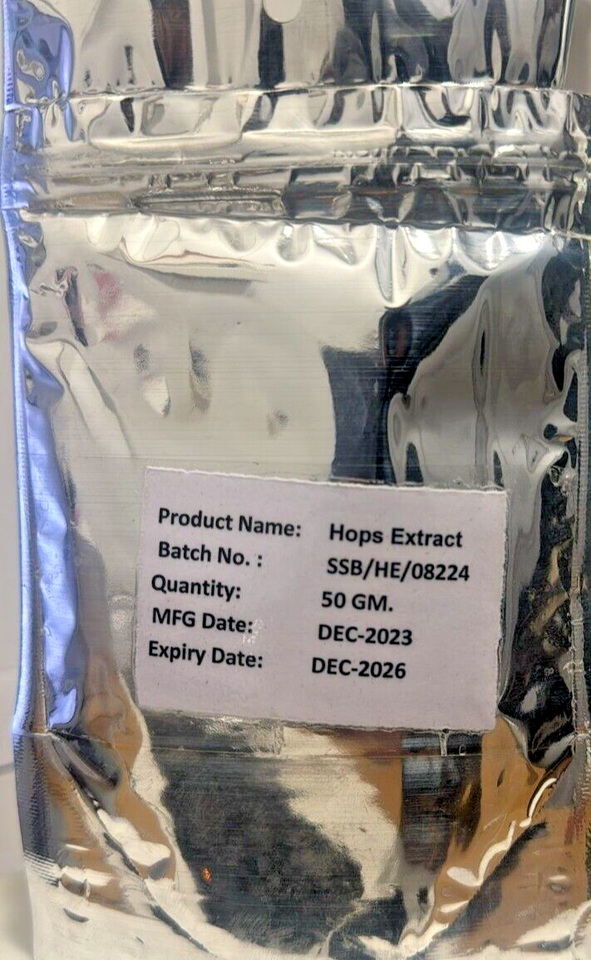 Product Name: Hops Extract
Batch No. : SSB/HE/08224
Quantity: 50 GM.
MFG Date: DEC-2023
Expiry Date: DEC-2026